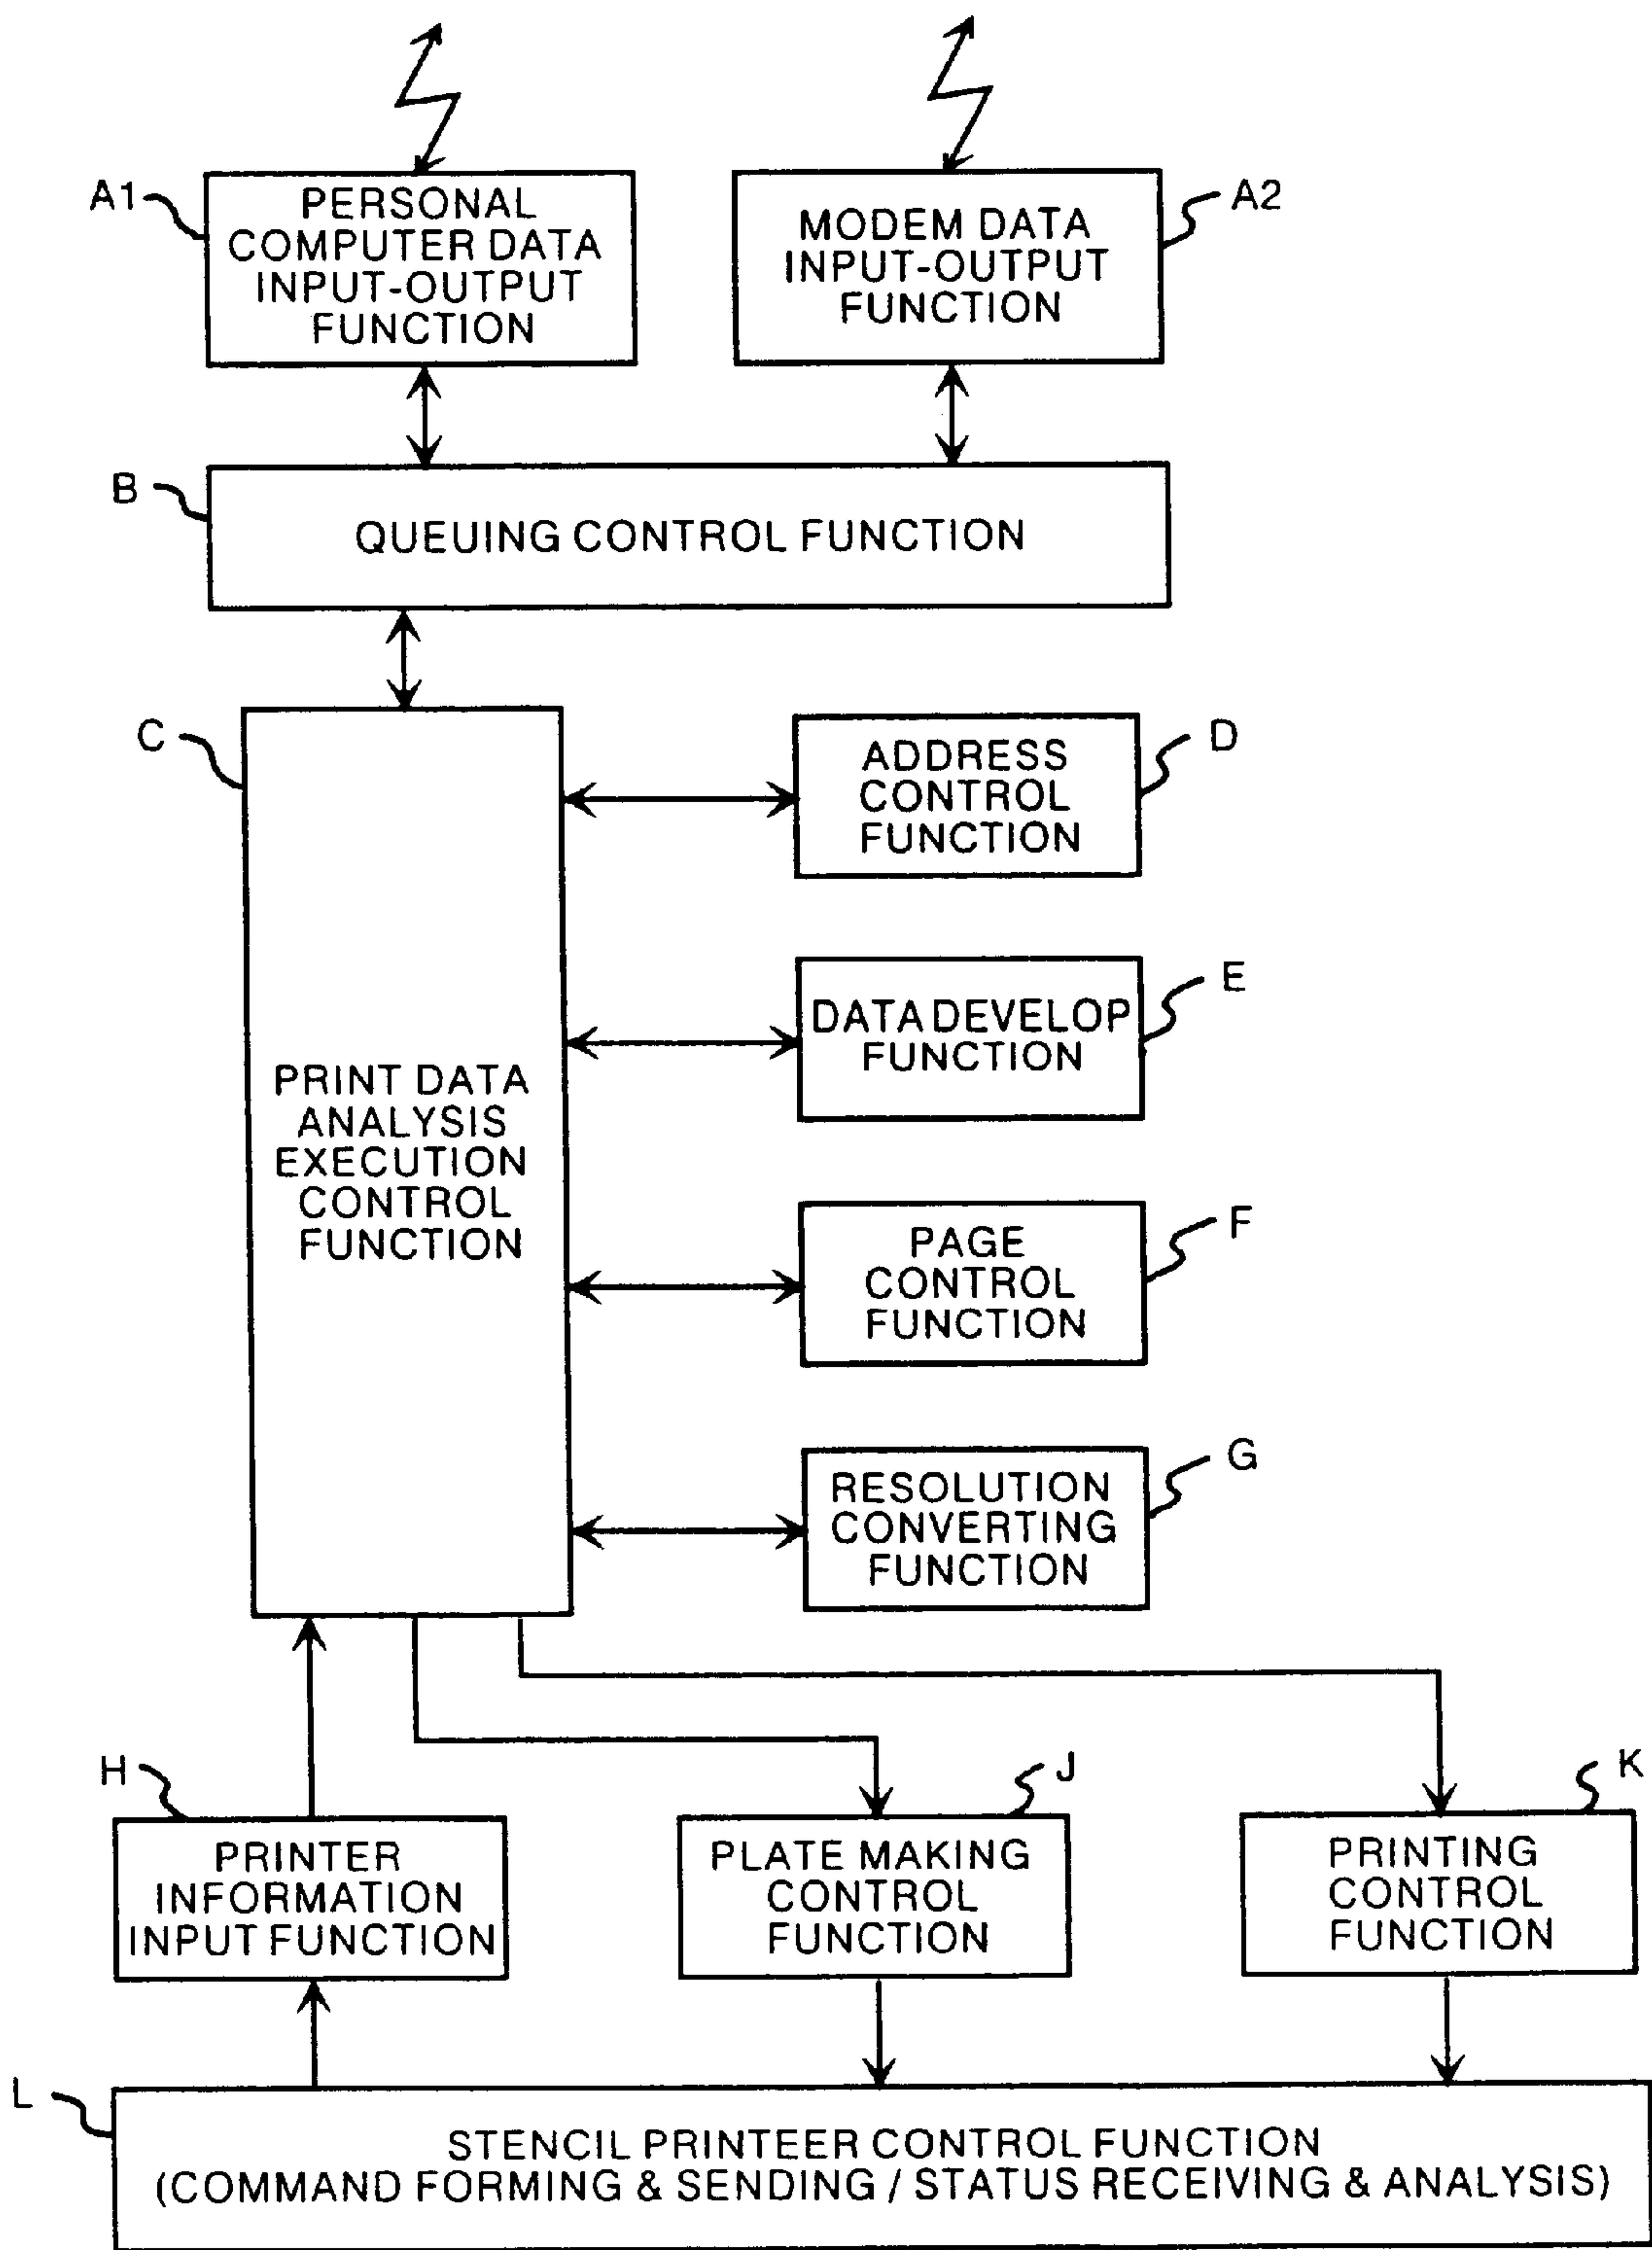 A1
PERSONAL
COMPUTER DATA
INPUT-OUTPUT
FUNCTION
MODEM DATA
INPUT-OUTPUT
FUNCTION
A2
B
QUEUING CONTROL FUNCTION
C
PRINT DATA
ANALYSIS
EXECUTION
CONTROL
FUNCTION
ADDRESS
CONTROL
FUNCTION
D
DATA DEVELOP
FUNCTION
E
PAGE
CONTROL
FUNCTION
F
RESOLUTION
CONVERTING
FUNCTION
G
H
PRINTER
INFORMATION
INPUT FUNCTION
J
PLATE MAKING
CONTROL
FUNCTION
K
PRINTING
CONTROL
FUNCTION
L
STENCIL PRINTEER CONTROL FUNCTION
(COMMAND FORMING & SENDING / STATUS RECEIVING & ANALYSIS)